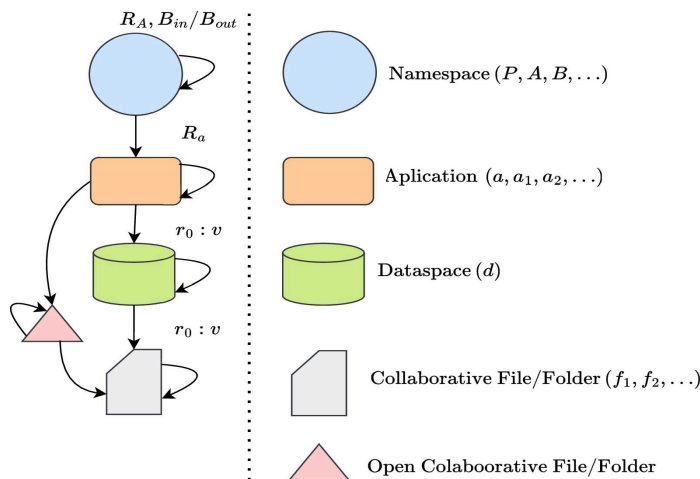 R_A, B_{in}/B_{out}
R_a
r_0 : v
r_0 : v
Namespace (P, A, B, ...)
Aplication (a, a_1, a_2, ...)
Dataspace (d)
Collaborative File/Folder (f_1, f_2, ...)
Open Colaboorative File/Folder